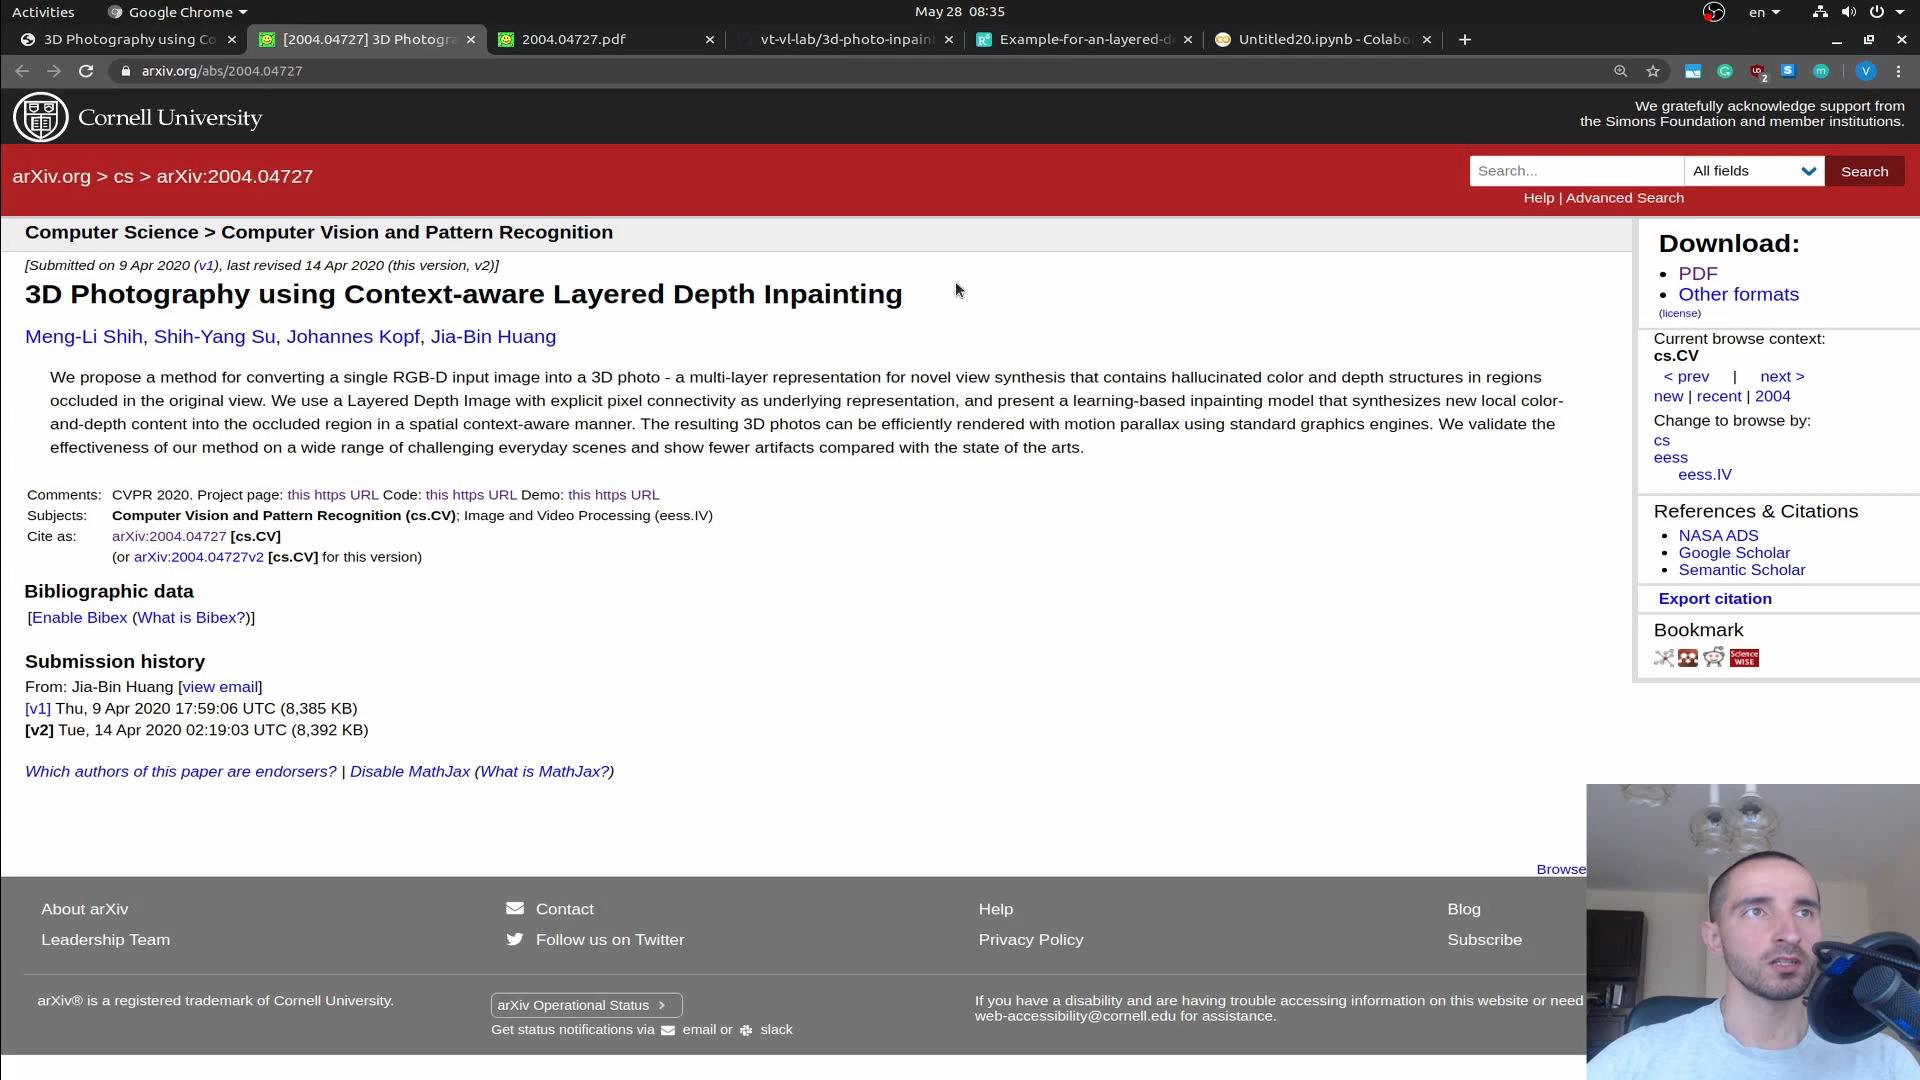 Activities Google Chrome May 28 08:35 en
3D Photography using Co [2004.04727] 3D Photogra 2004.04727.pdf vt-vl-lab/3d-photo-inpain Example-for-an-layered-d Untitled20.ipynb - Colabo
arxiv.org/abs/2004.04727
Cornell University
We gratefully acknowledge support from
the Simons Foundation and member institutions.
arXiv.org > cs > arXiv:2004.04727
Search... All fields Search
Help | Advanced Search
Computer Science > Computer Vision and Pattern Recognition
[Submitted on 9 Apr 2020 (v1), last revised 14 Apr 2020 (this version, v2)]
3D Photography using Context-aware Layered Depth Inpainting
Meng-Li Shih, Shih-Yang Su, Johannes Kopf, Jia-Bin Huang
We propose a method for converting a single RGB-D input image into a 3D photo - a multi-layer representation for novel view synthesis that contains hallucinated color and depth structures in regions
occluded in the original view. We use a Layered Depth Image with explicit pixel connectivity as underlying representation, and present a learning-based inpainting model that synthesizes new local color-
and-depth content into the occluded region in a spatial context-aware manner. The resulting 3D photos can be efficiently rendered with motion parallax using standard graphics engines. We validate the
effectiveness of our method on a wide range of challenging everyday scenes and show fewer artifacts compared with the state of the arts.
Comments: CVPR 2020. Project page: this https URL Code: this https URL Demo: this https URL
Subjects: Computer Vision and Pattern Recognition (cs.CV); Image and Video Processing (eess.IV)
Cite as: arXiv:2004.04727 [cs.CV]
(or arXiv:2004.04727v2 [cs.CV] for this version)
Bibliographic data
[Enable Bibex (What is Bibex?)]
Submission history
From: Jia-Bin Huang [view email]
[v1] Thu, 9 Apr 2020 17:59:06 UTC (8,385 KB)
[v2] Tue, 14 Apr 2020 02:19:03 UTC (8,392 KB)
Which authors of this paper are endorsers? | Disable MathJax (What is MathJax?)
Download:
PDF
Other formats
(license)
Current browse context:
cs.CV
< prev | next >
new | recent | 2004
Change to browse by:
cs
eess
eess.IV
References & Citations
NASA ADS
Google Scholar
Semantic Scholar
Export citation
Bookmark
Science
WISE
Browse
About arXiv
Leadership Team
Contact
Follow us on Twitter
Help
Privacy Policy
Blog
Subscribe
arXiv® is a registered trademark of Cornell University.
arXiv Operational Status >
Get status notifications via email or slack
If you have a disability and are having trouble accessing information on this website or need
web-accessibility@cornell.edu for assistance.